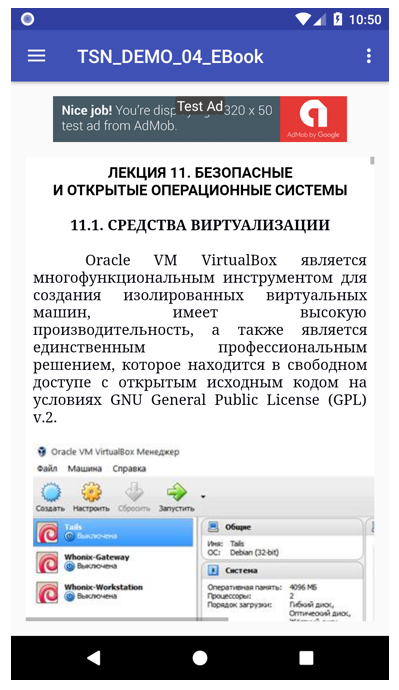 10:50
TSN_DEMO_04_EBook
Nice job! You're disp 320 x 50
Test Ad
test ad from AdMob.
AdMob by Google
ЛЕКЦИЯ 11. БЕЗОПАСНЫЕ
И ОТКРЫТЫЕ ОПЕРАЦИОННЫЕ СИСТЕМЫ
11.1. СРЕДСТВА ВИРТУАЛИЗАЦИИ
Oracle VM VirtualBox является
многофункциональным инструментом для
создания изолированных виртуальных
машин, имеет высокую
производительность, а также является
единственным профессиональным
решением, которое находится в свободном
доступе с открытым исходным кодом на
условиях GNU General Public License (GPL)
v.2.
Oracle VM VirtualBox Менеджер
Файл Машина Справка
Создать Настроить Сбросить Запустить
Tails
Выключена
Whonix-Gateway
Выключена
Whonix-Workstation
Выключена
Общие
Имя: Tails
ОС: Debian (32-bit)
Система
Оперативная память: 4096 МБ
Процессоры: 2
Порядок загрузки: Гибкий диск,
Оптический диск,